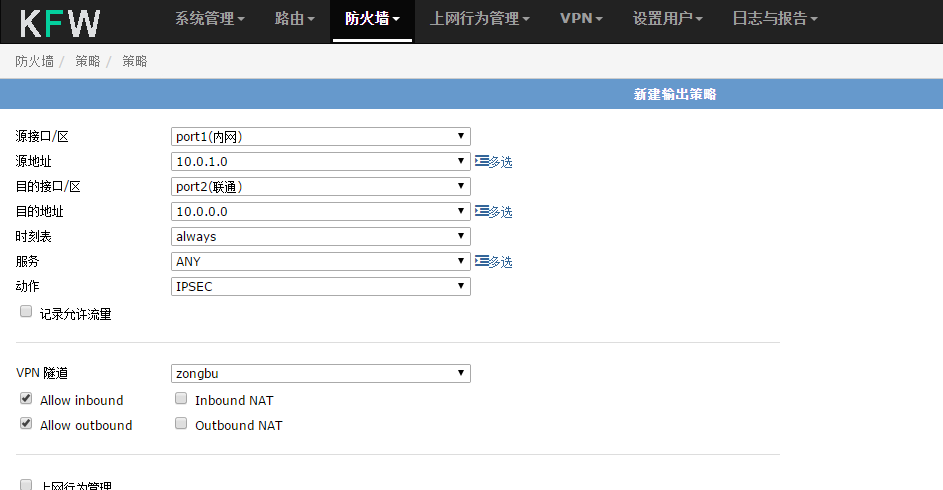 KFW 系统管理 路由 防火墙 上网行为管理 VPN 设置用户 日志与报告
防火墙 / 策略 / 策略
新建输出策略
源接口/区 port1(内网)
源地址 10.0.1.0 多选
目的接口/区 port2(联通)
目的地址 10.0.0.0 多选
时刻表 always
服务 ANY 多选
动作 IPSEC
记录允许流量
VPN 隧道 zongbu
Allow inbound Inbound NAT
Allow outbound Outbound NAT
上网行为管理